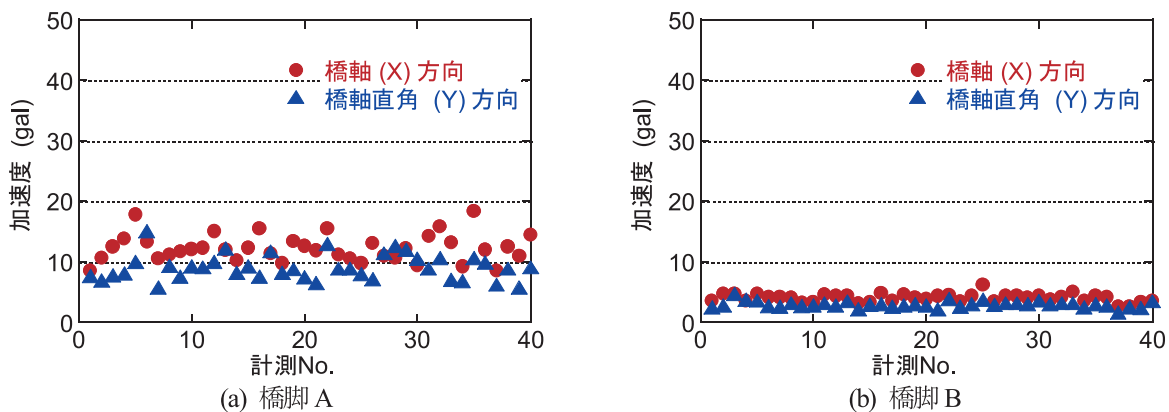 50
40
30
20
10
0
加速度 (gal)
橋軸 (X) 方向
橋軸直角 (Y) 方向
0 10 20 30 40
計測No.
(a) 橋脚 A
50
40
30
20
10
0
加速度 (gal)
橋軸 (X) 方向
橋軸直角 (Y) 方向
0 10 20 30 40
計測No.
(b) 橋脚 B